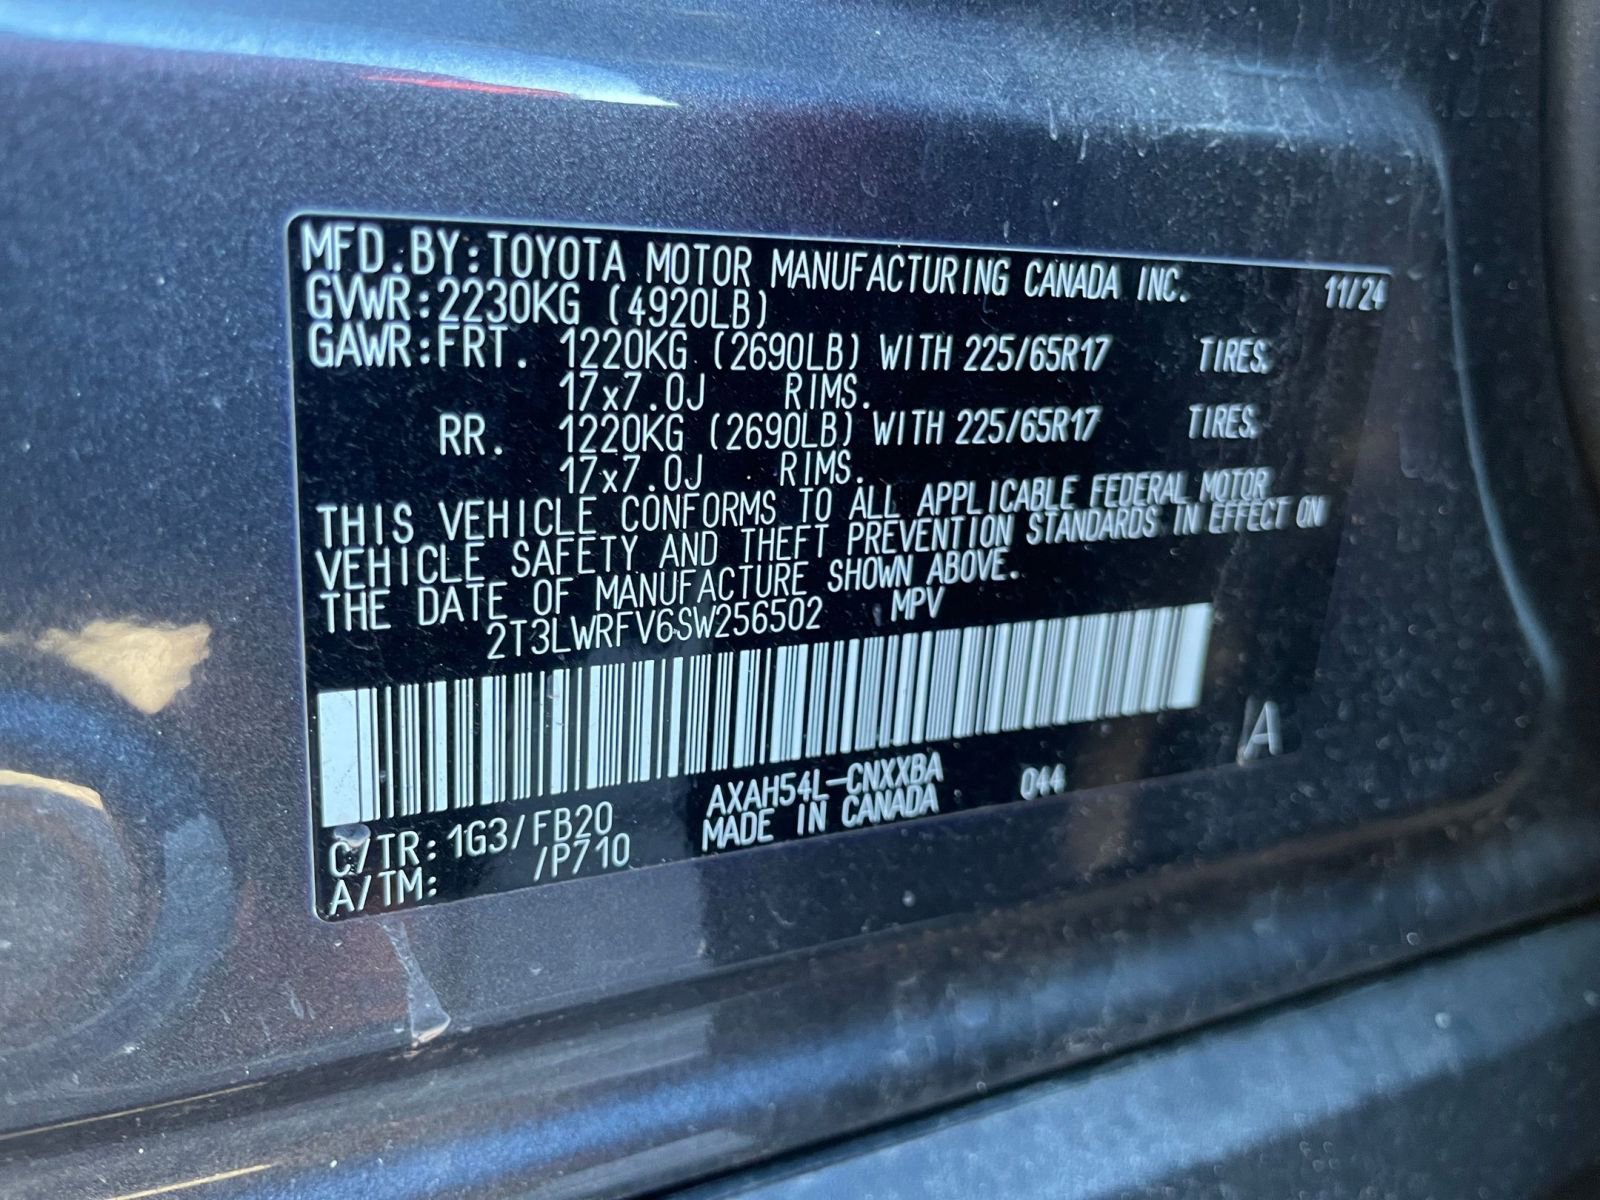 MFD.BY:TOYOTA MOTOR MANUFACTURING CANADA INC. 11/24
GVWR:2230KG (4920LB)
GAWR:FRT. 1220KG (2690LB) WITH 225/65R17 TIRES.
17x7.0J RIMS.
RR. 1220KG (2690LB) WITH 225/65R17 TIRES.
17x7.0J RIMS.
THIS VEHICLE CONFORMS TO ALL APPLICABLE FEDERAL MOTOR
VEHICLE SAFETY AND THEFT PREVENTION STANDARDS IN EFFECT ON
THE DATE OF MANUFACTURE SHOWN ABOVE.
2T3LWRFV6SW256502 MPV
C/TR:1G3/FB20 AXAH54L-CNXXBA 044 A
A/TM: /P710 MADE IN CANADA